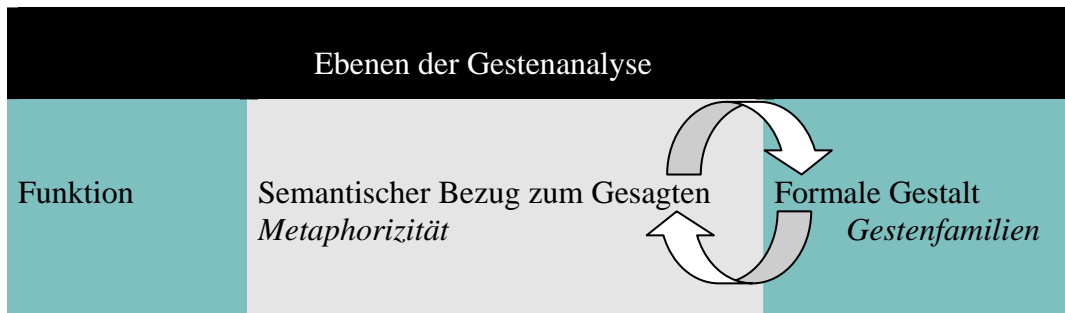 Ebenen der Gestenanalyse
Funktion Semantischer Bezug zum Gesagten Formale Gestalt
Metaphorizität Gestenfamilien